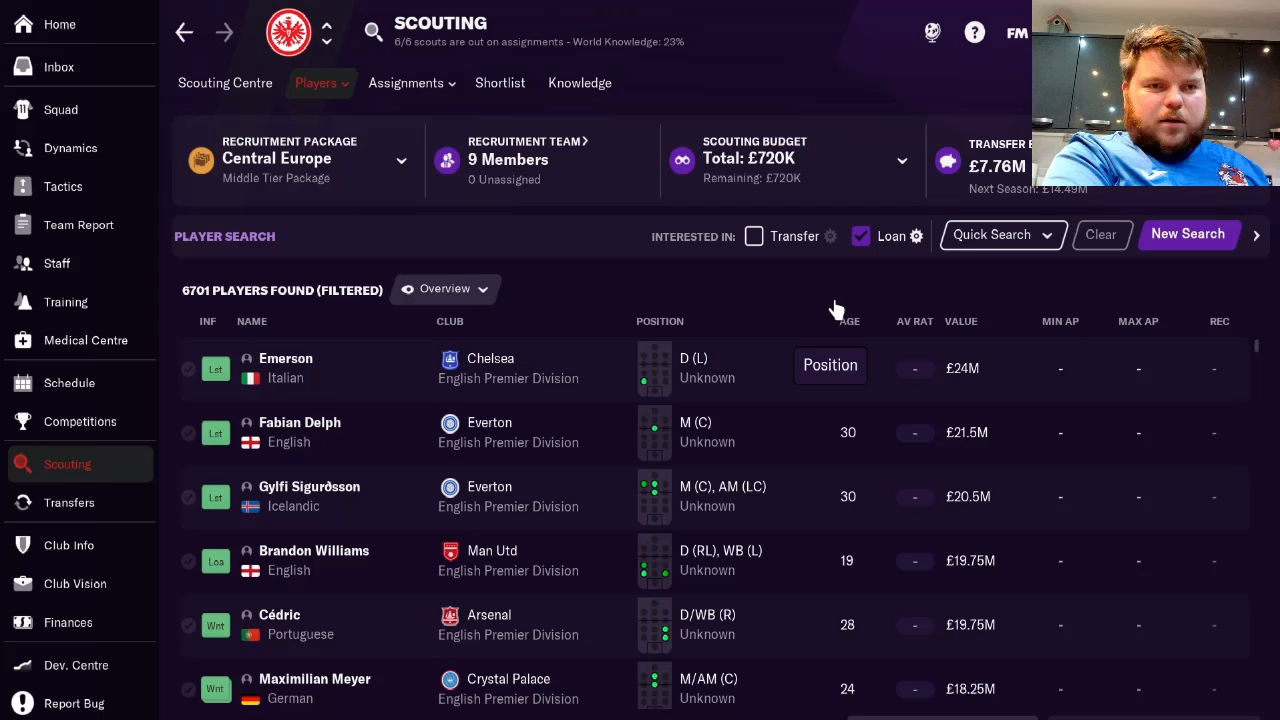 Home
Inbox
Squad
Dynamics
Tactics
Team Report
Staff
Training
Medical Centre
Schedule
Competitions
Scouting
Transfers
Club Info
Club Vision
Finances
Dev. Centre
Report Bug
SCOUTING
6/6 scouts are out on assignments - World Knowledge: 23%
FM
Scouting Centre
Players
Assignments
Shortlist
Knowledge
RECRUITMENT PACKAGE
Central Europe
Middle Tier Package
RECRUITMENT TEAM
9 Members
0 Unassigned
SCOUTING BUDGET
Total: £720K
Remaining: £720K
TRANSFER
£7.76M
Next Season: £14.49M
PLAYER SEARCH
INTERESTED IN: Transfer Loan
Quick Search
Clear
New Search
6701 PLAYERS FOUND (FILTERED)
Overview
INF NAME CLUB POSITION AGE AV RAT VALUE MIN AP MAX AP REC
Lst Emerson Chelsea D (L) - £24M - - -
Italian English Premier Division Unknown
Position
Lst Fabian Delph Everton M (C) 30 - £21.5M - - -
English English Premier Division Unknown
Lst Gylfi Sigurðsson Everton M (C), AM (LC) 30 - £20.5M - - -
Icelandic English Premier Division Unknown
Loa Brandon Williams Man Utd D (RL), WB (L) 19 - £19.75M - - -
English English Premier Division Unknown
Wnt Cédric Arsenal D/WB (R) 28 - £19.75M - - -
Portuguese English Premier Division Unknown
Wnt Maximilian Meyer Crystal Palace M/AM (C) 24 - £18.25M - - -
German English Premier Division Unknown